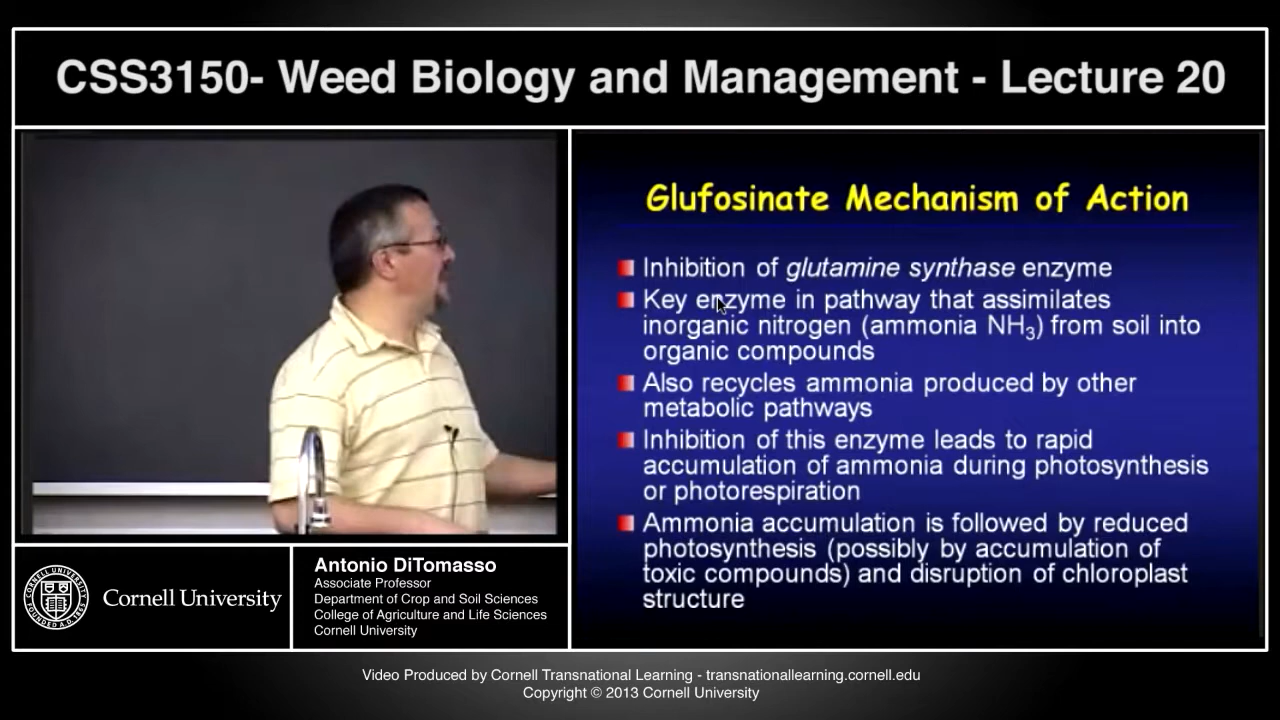 CSS3150- Weed Biology and Management - Lecture 20
Glufosinate Mechanism of Action
Inhibition of glutamine synthase enzyme
Key enzyme in pathway that assimilates
inorganic nitrogen (ammonia NH₃) from soil into
organic compounds
Also recycles ammonia produced by other
metabolic pathways
Inhibition of this enzyme leads to rapid
accumulation of ammonia during photosynthesis
or photorespiration
Ammonia accumulation is followed by reduced
photosynthesis (possibly by accumulation of
toxic compounds) and disruption of chloroplast
structure
Cornell University
Antonio DiTomasso
Associate Professor
Department of Crop and Soil Sciences
College of Agriculture and Life Sciences
Cornell University
Video Produced by Cornell Transnational Learning - transnationallearning.cornell.edu
Copyright © 2013 Cornell University